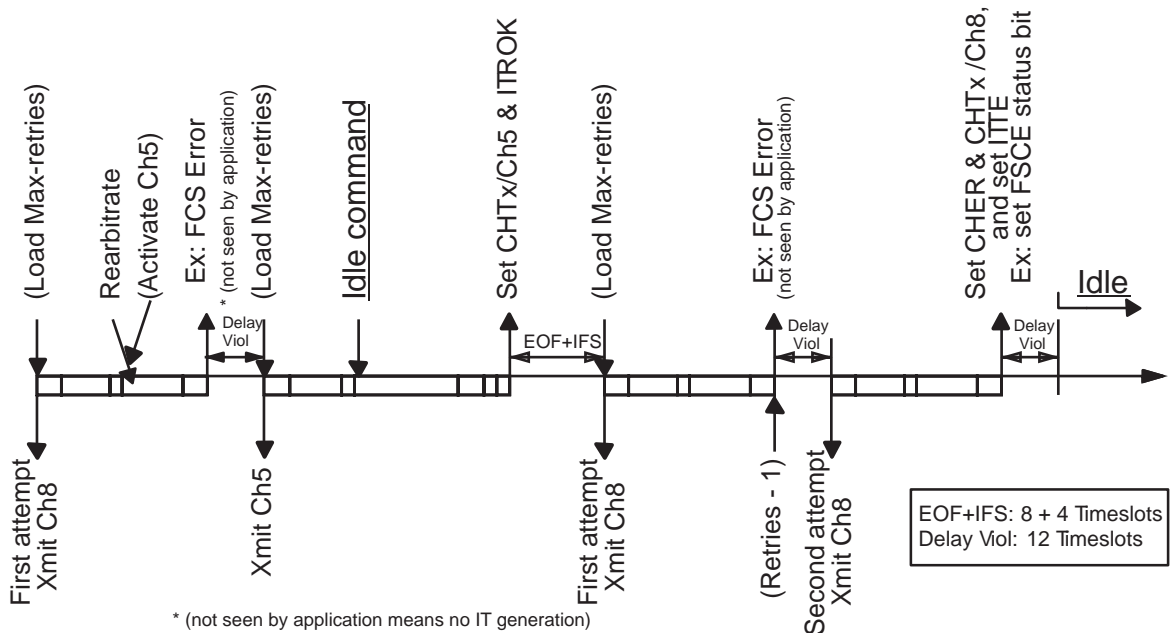 (Load Max-retries)
Rearbitrate
(Activate Ch5)
Ex: FCS Error
* (not seen by application)
(Load Max-retries)
Idle command
Set CHTx/Ch5 & ITROK
(Load Max-retries)
Ex: FCS Error
(not seen by application)
Set CHER & CHTx /Ch8,
and set ITTE
Ex: set FSCE status bit
Idle
Delay
Viol
EOF+IFS
Delay
Viol
Delay
Viol
First attempt
Xmit Ch8
Xmit Ch5
First attempt
Xmit Ch8
(Retries - 1)
Second attempt
Xmit Ch8
EOF+IFS: 8 + 4 Timeslots
Delay Viol: 12 Timeslots
* (not seen by application means no IT generation)